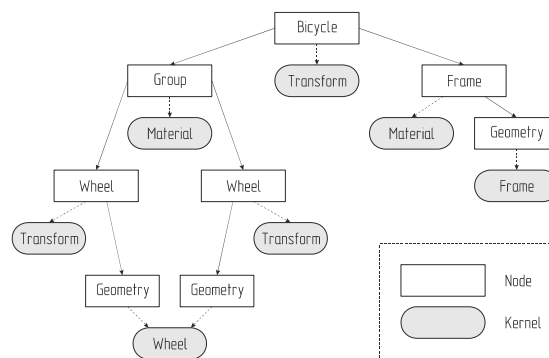 Bicycle
Group
Transform
Frame
Material
Material
Geometry
Wheel
Wheel
Frame
Transform
Transform
Geometry
Geometry
Node
Wheel
Kernel